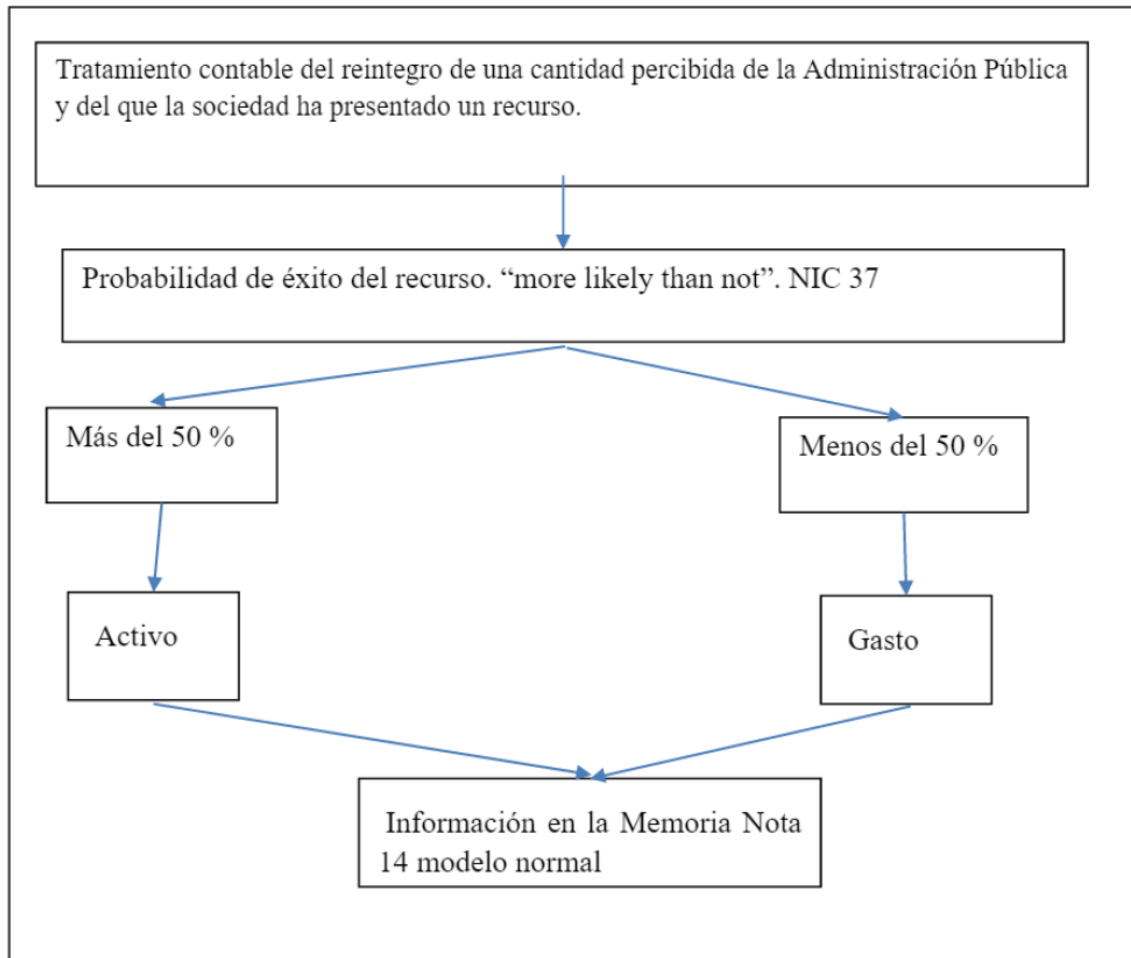 Tratamiento contable del reintegro de una cantidad percibida de la Administración Pública
y del que la sociedad ha presentado un recurso.
Probabilidad de éxito del recurso. “more likely than not”. NIC 37
Más del 50 %
Menos del 50 %
Activo
Gasto
Información en la Memoria Nota
14 modelo normal